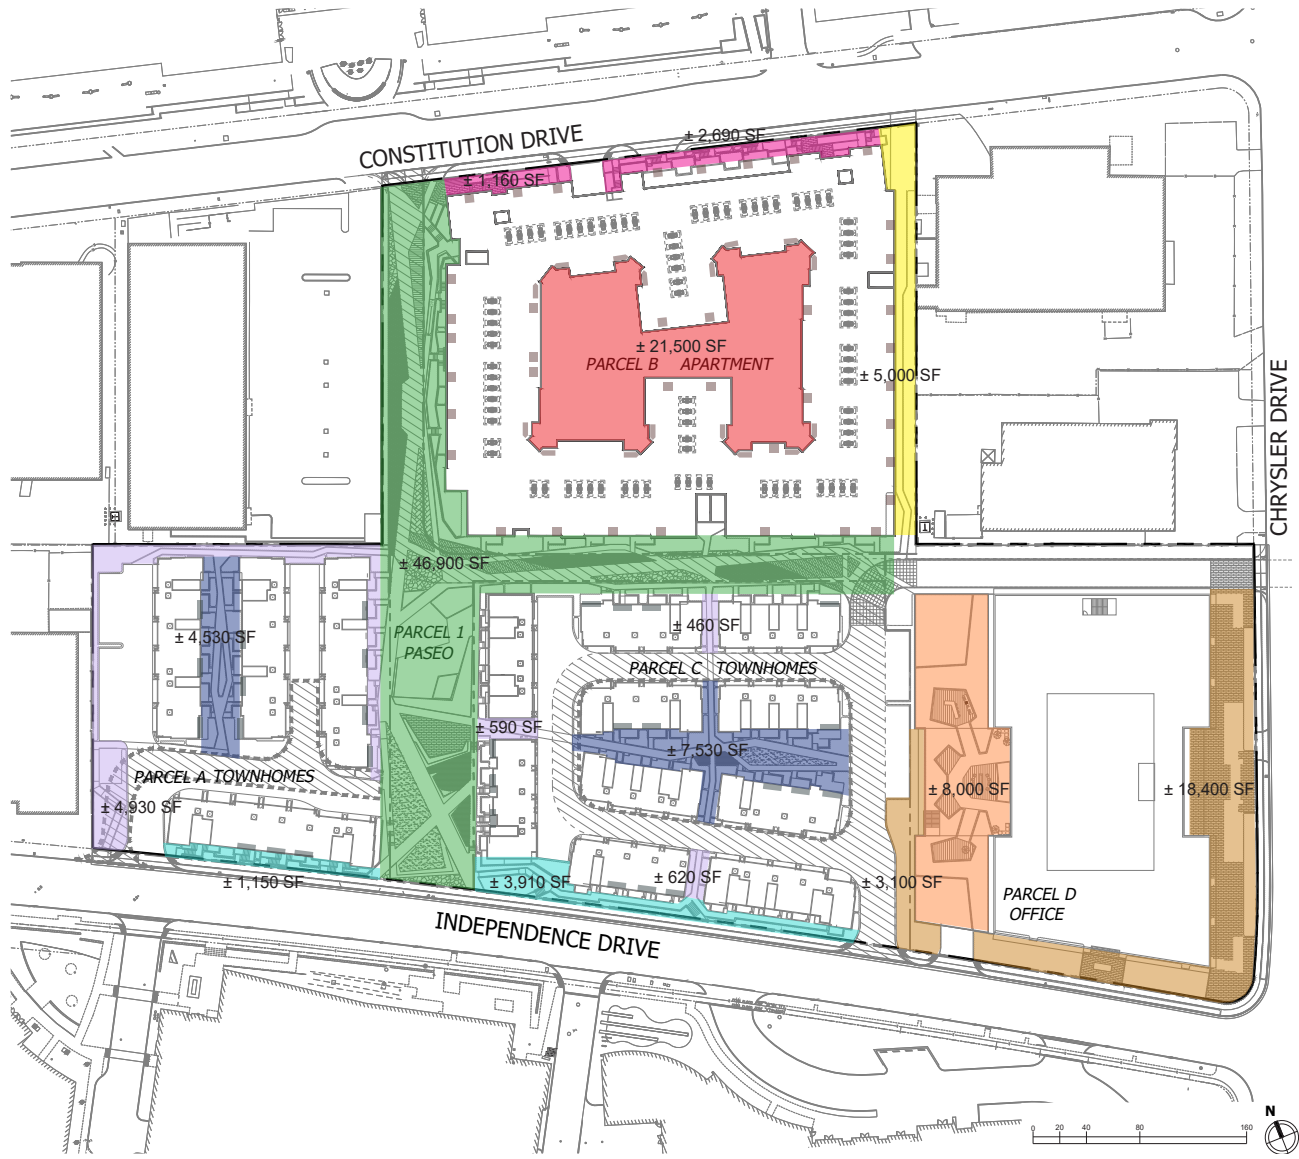 CONSTITUTION DRIVE
± 2,690 SF
± 1,160 SF
± 21,500 SF
PARCEL B APARTMENT
± 5,000 SF
CHRYSLER DRIVE
± 46,900 SF
± 4,530 SF
PARCEL 1
PASEO
± 460 SF
PARCEL C TOWNHOMES
± 590 SF
± 7,530 SF
PARCEL A TOWNHOMES
± 4,930 SF
± 8,000 SF
± 18,400 SF
± 1,150 SF
± 3,910 SF
± 620 SF
± 3,100 SF
PARCEL D
OFFICE
INDEPENDENCE DRIVE
N
0 20 40 80 160